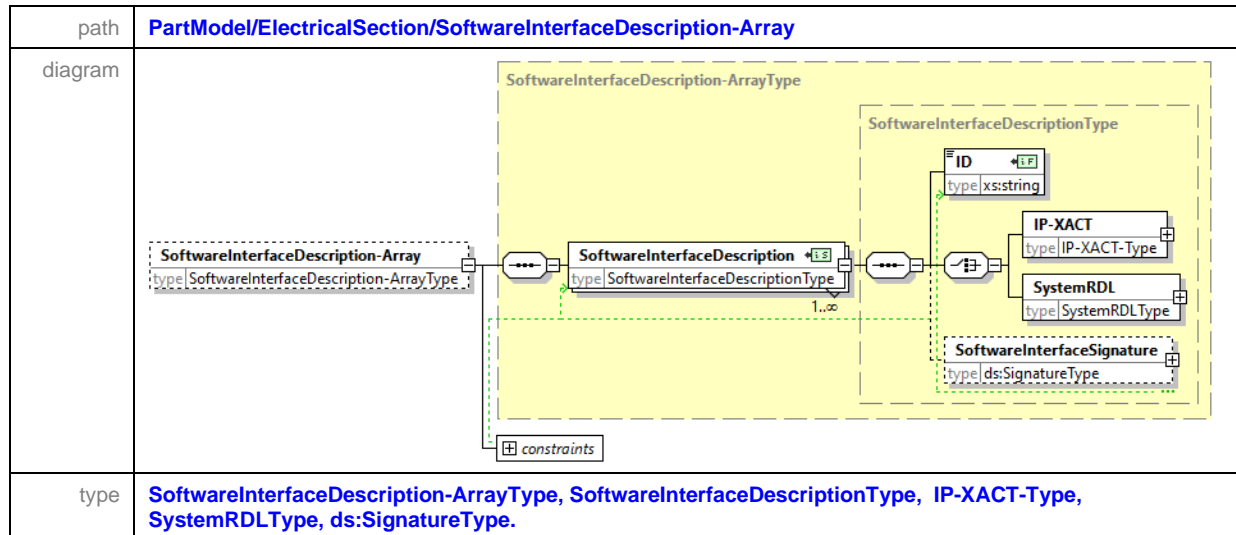 path
PartModel/ElectricalSection/SoftwareInterfaceDescription-Array
diagram
SoftwareInterfaceDescription-ArrayType
SoftwareInterfaceDescriptionType
ID iF
type xs:string
IP-XACT
type IP-XACT-Type
SoftwareInterfaceDescription-Array
type SoftwareInterfaceDescription-ArrayType
SoftwareInterfaceDescription iS
type SoftwareInterfaceDescriptionType
1..∞
SystemRDL
type SystemRDLType
SoftwareInterfaceSignature
type ds:SignatureType
constraints
type
SoftwareInterfaceDescription-ArrayType, SoftwareInterfaceDescriptionType, IP-XACT-Type,
SystemRDLType, ds:SignatureType.